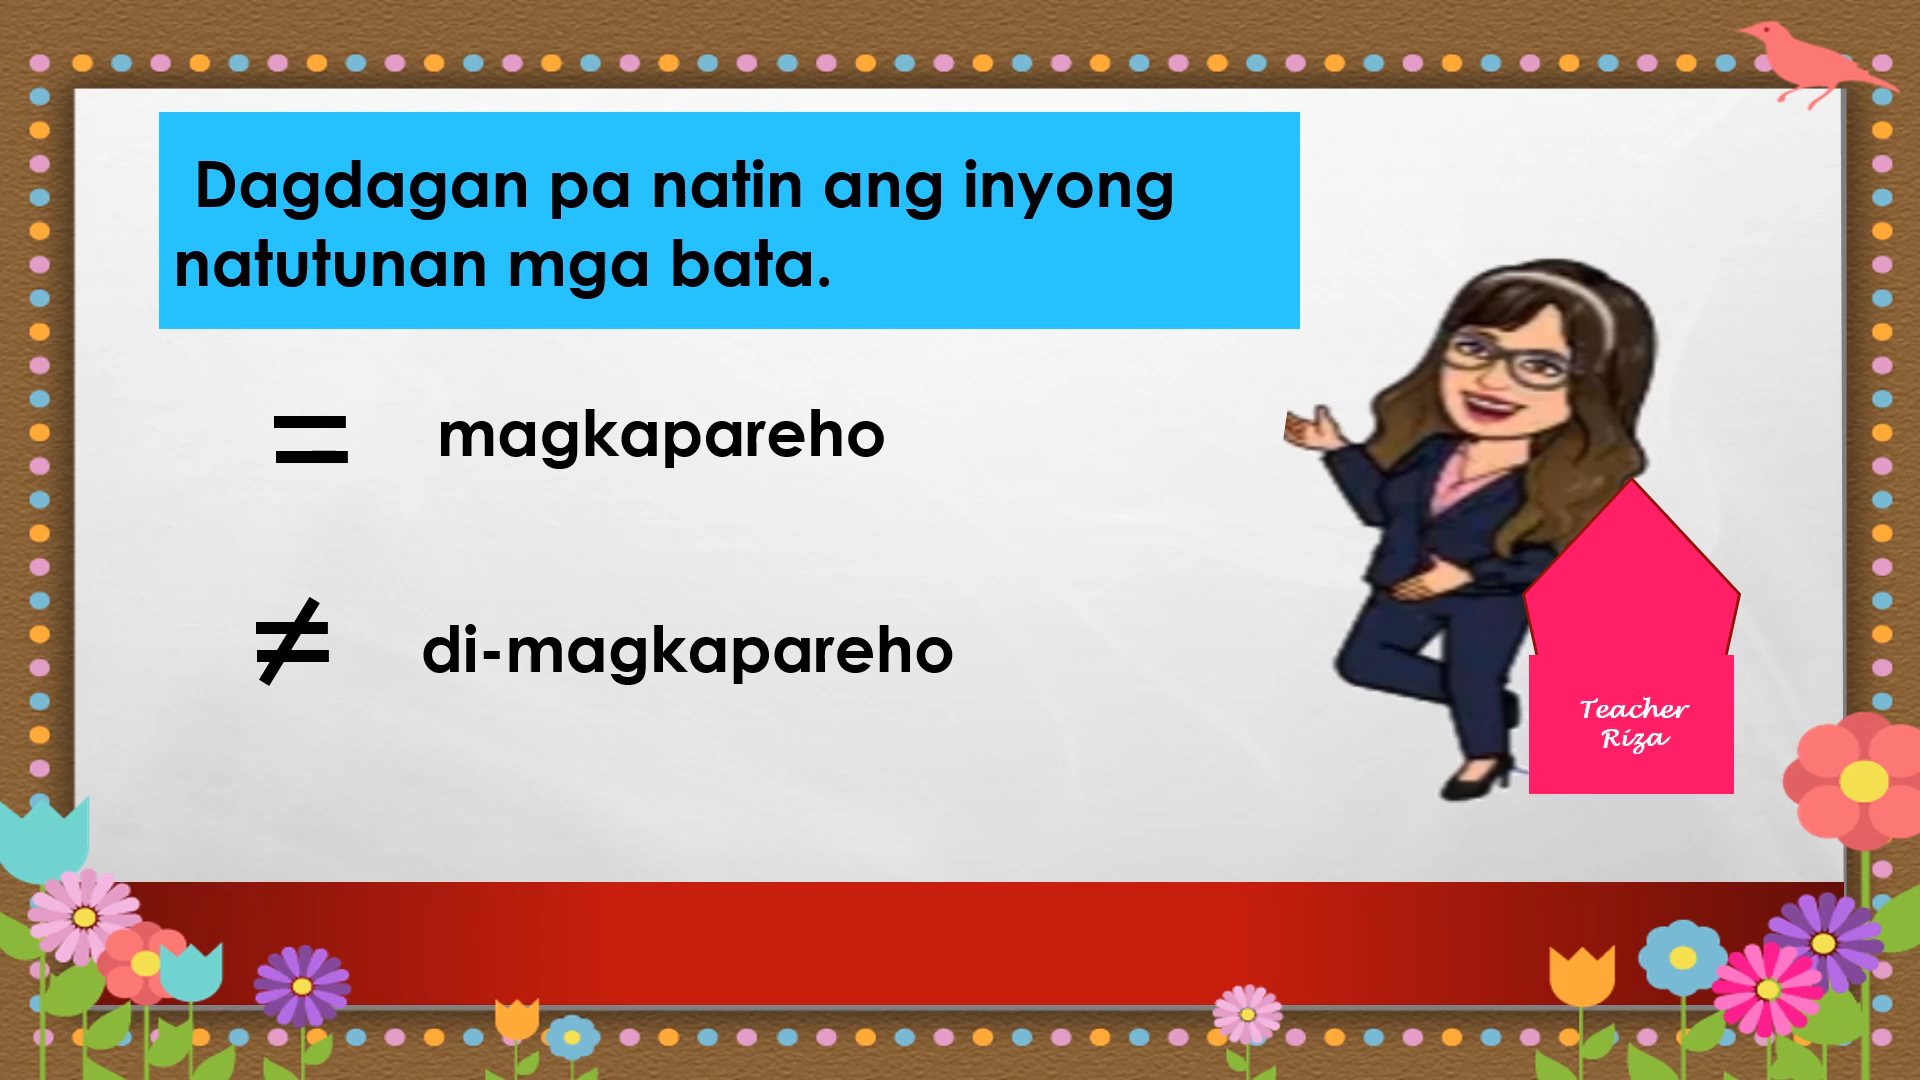 Dagdagan pa natin ang inyong
natutunan mga bata.
= magkapareho
≠ di-magkapareho
Teacher
Riza